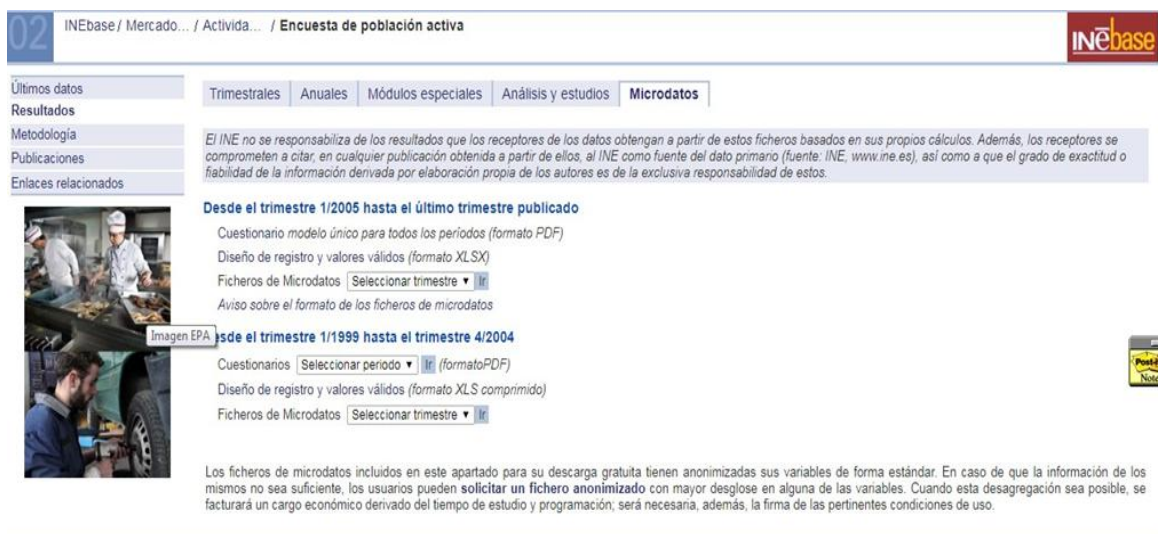 02
INEbase / Mercado... / Activida... / Encuesta de población activa
INebase
Últimos datos
Resultados
Metodología
Publicaciones
Enlaces relacionados
Trimestrales Anuales Módulos especiales Análisis y estudios Microdatos
El INE no se responsabiliza de los resultados que los receptores de los datos obtengan a partir de estos ficheros basados en sus propios cálculos. Además, los receptores se
comprometen a citar, en cualquier publicación obtenida a partir de ellos, al INE como fuente del dato primario (fuente: INE, www.ine.es), así como a que el grado de exactitud o
fiabilidad de la información derivada por elaboración propia de los autores es de la exclusiva responsabilidad de estos.
Desde el trimestre 1/2005 hasta el último trimestre publicado
Cuestionario modelo único para todos los períodos (formato PDF)
Diseño de registro y valores válidos (formato XLSX)
Ficheros de Microdatos Seleccionar trimestre Ir
Aviso sobre el formato de los ficheros de microdatos
Imagen EPA
esde el trimestre 1/1999 hasta el trimestre 4/2004
Cuestionarios Seleccionar periodo Ir (formatoPDF)
Diseño de registro y valores válidos (formato XLS comprimido)
Ficheros de Microdatos Seleccionar trimestre Ir
Post-it
Note
Los ficheros de microdatos incluidos en este apartado para su descarga gratuita tienen anonimizadas sus variables de forma estándar. En caso de que la información de los
mismos no sea suficiente, los usuarios pueden solicitar un fichero anonimizado con mayor desglose en alguna de las variables. Cuando esta desagregación sea posible, se
facturará un cargo económico derivado del tiempo de estudio y programación; será necesaria, además, la firma de las pertinentes condiciones de uso.